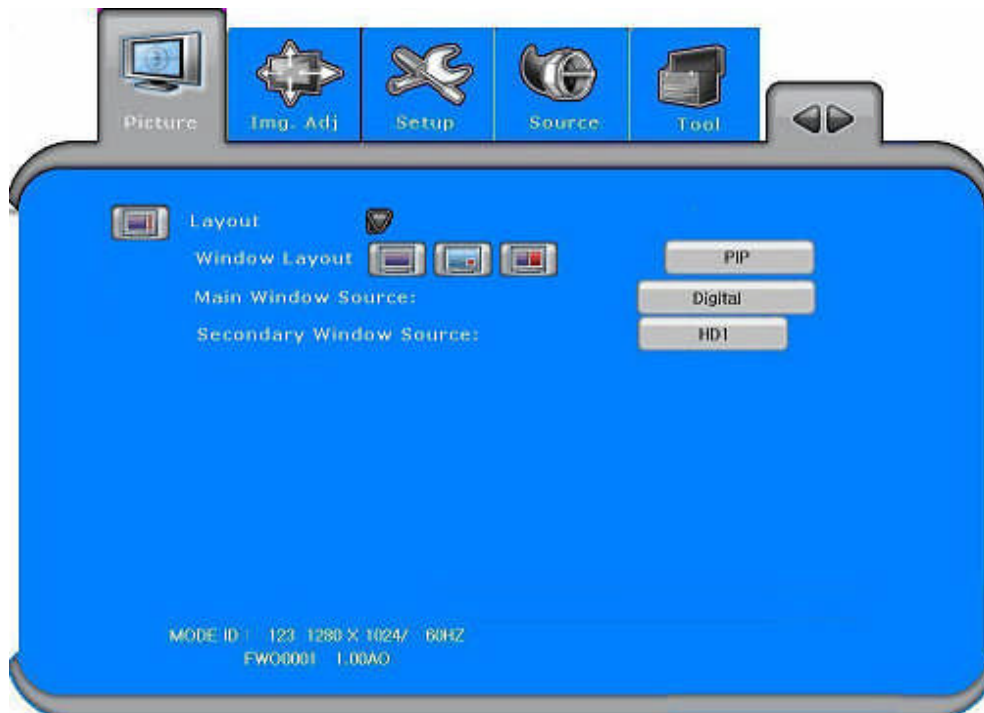 Picture Img. Adj Setup Source Tool
Layout
Window Layout PIP
Main Window Source: Digital
Secondary Window Source: HD1
MODE ID : 123 1280 X 1024/ 60HZ
FWO0001 1.00AO